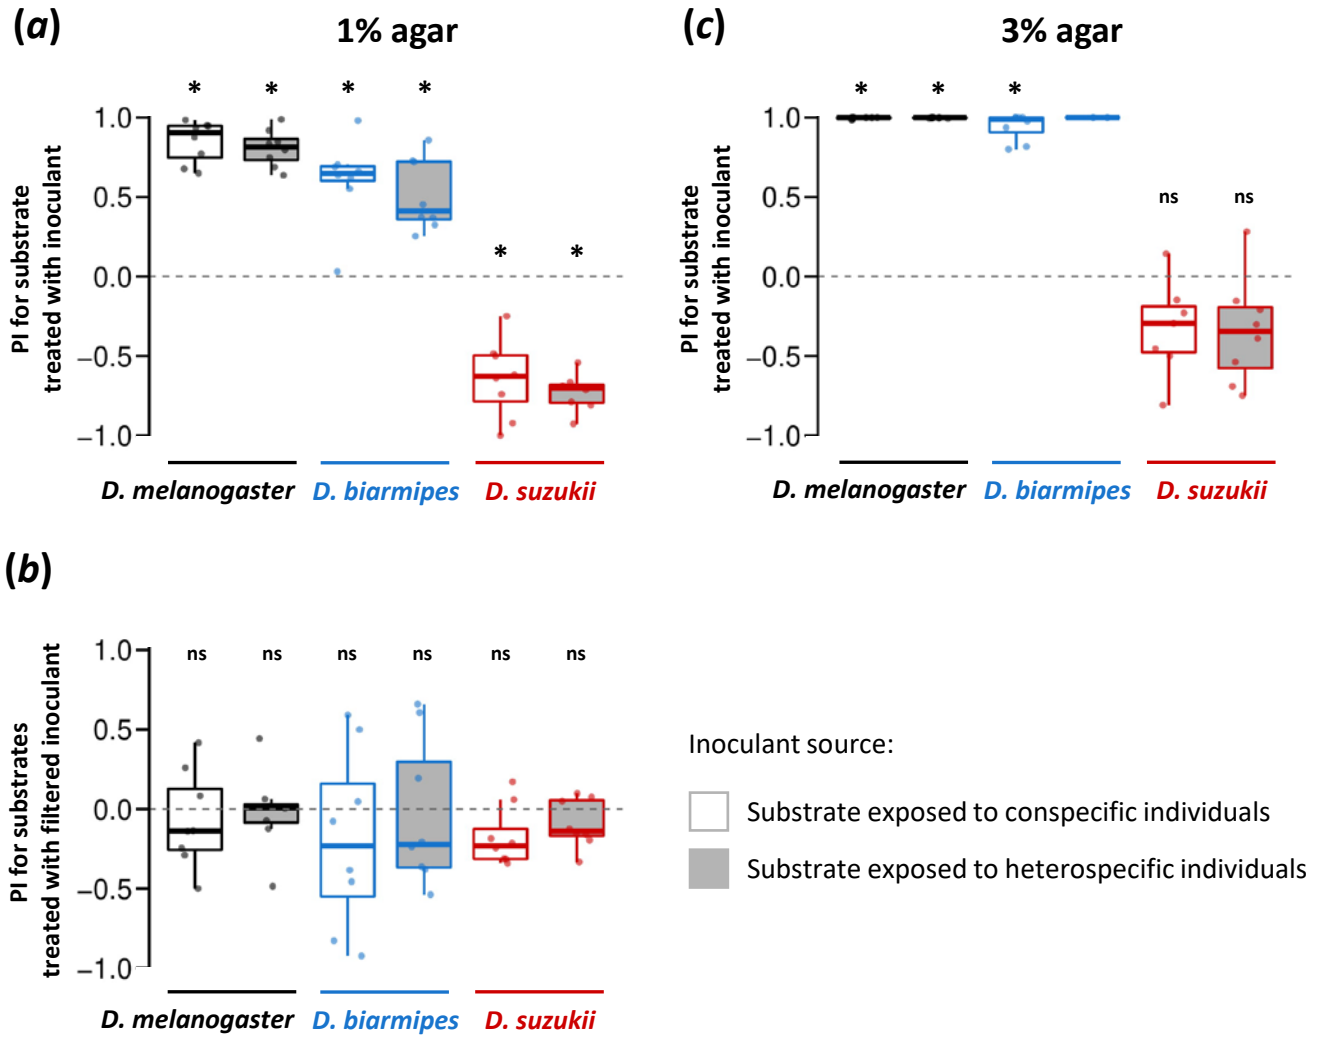 (a)
1% agar
* * * *
1.0
0.5
0.0
−0.5
−1.0
* *
PI for substrate
treated with inoculant
D. melanogaster D. biarmipes D. suzukii
(c)
3% agar
* * *
1.0
0.5
0.0
−0.5
−1.0
ns ns
PI for substrate
treated with inoculant
D. melanogaster D. biarmipes D. suzukii
(b)
1.0
0.5
0.0
−0.5
−1.0
ns ns ns ns ns ns
PI for substrates
treated with filtered inoculant
D. melanogaster D. biarmipes D. suzukii
Inoculant source:
Substrate exposed to conspecific individuals
Substrate exposed to heterospecific individuals